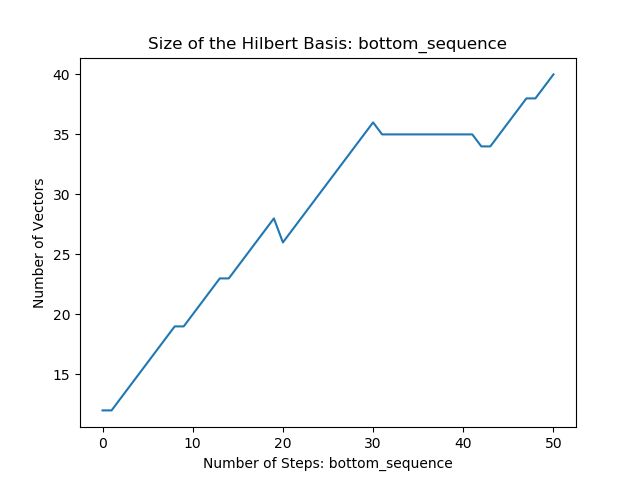 Size of the Hilbert Basis: bottom_sequence
40
35
30
25
20
15
Number of Vectors
0 10 20 30 40 50
Number of Steps: bottom_sequence